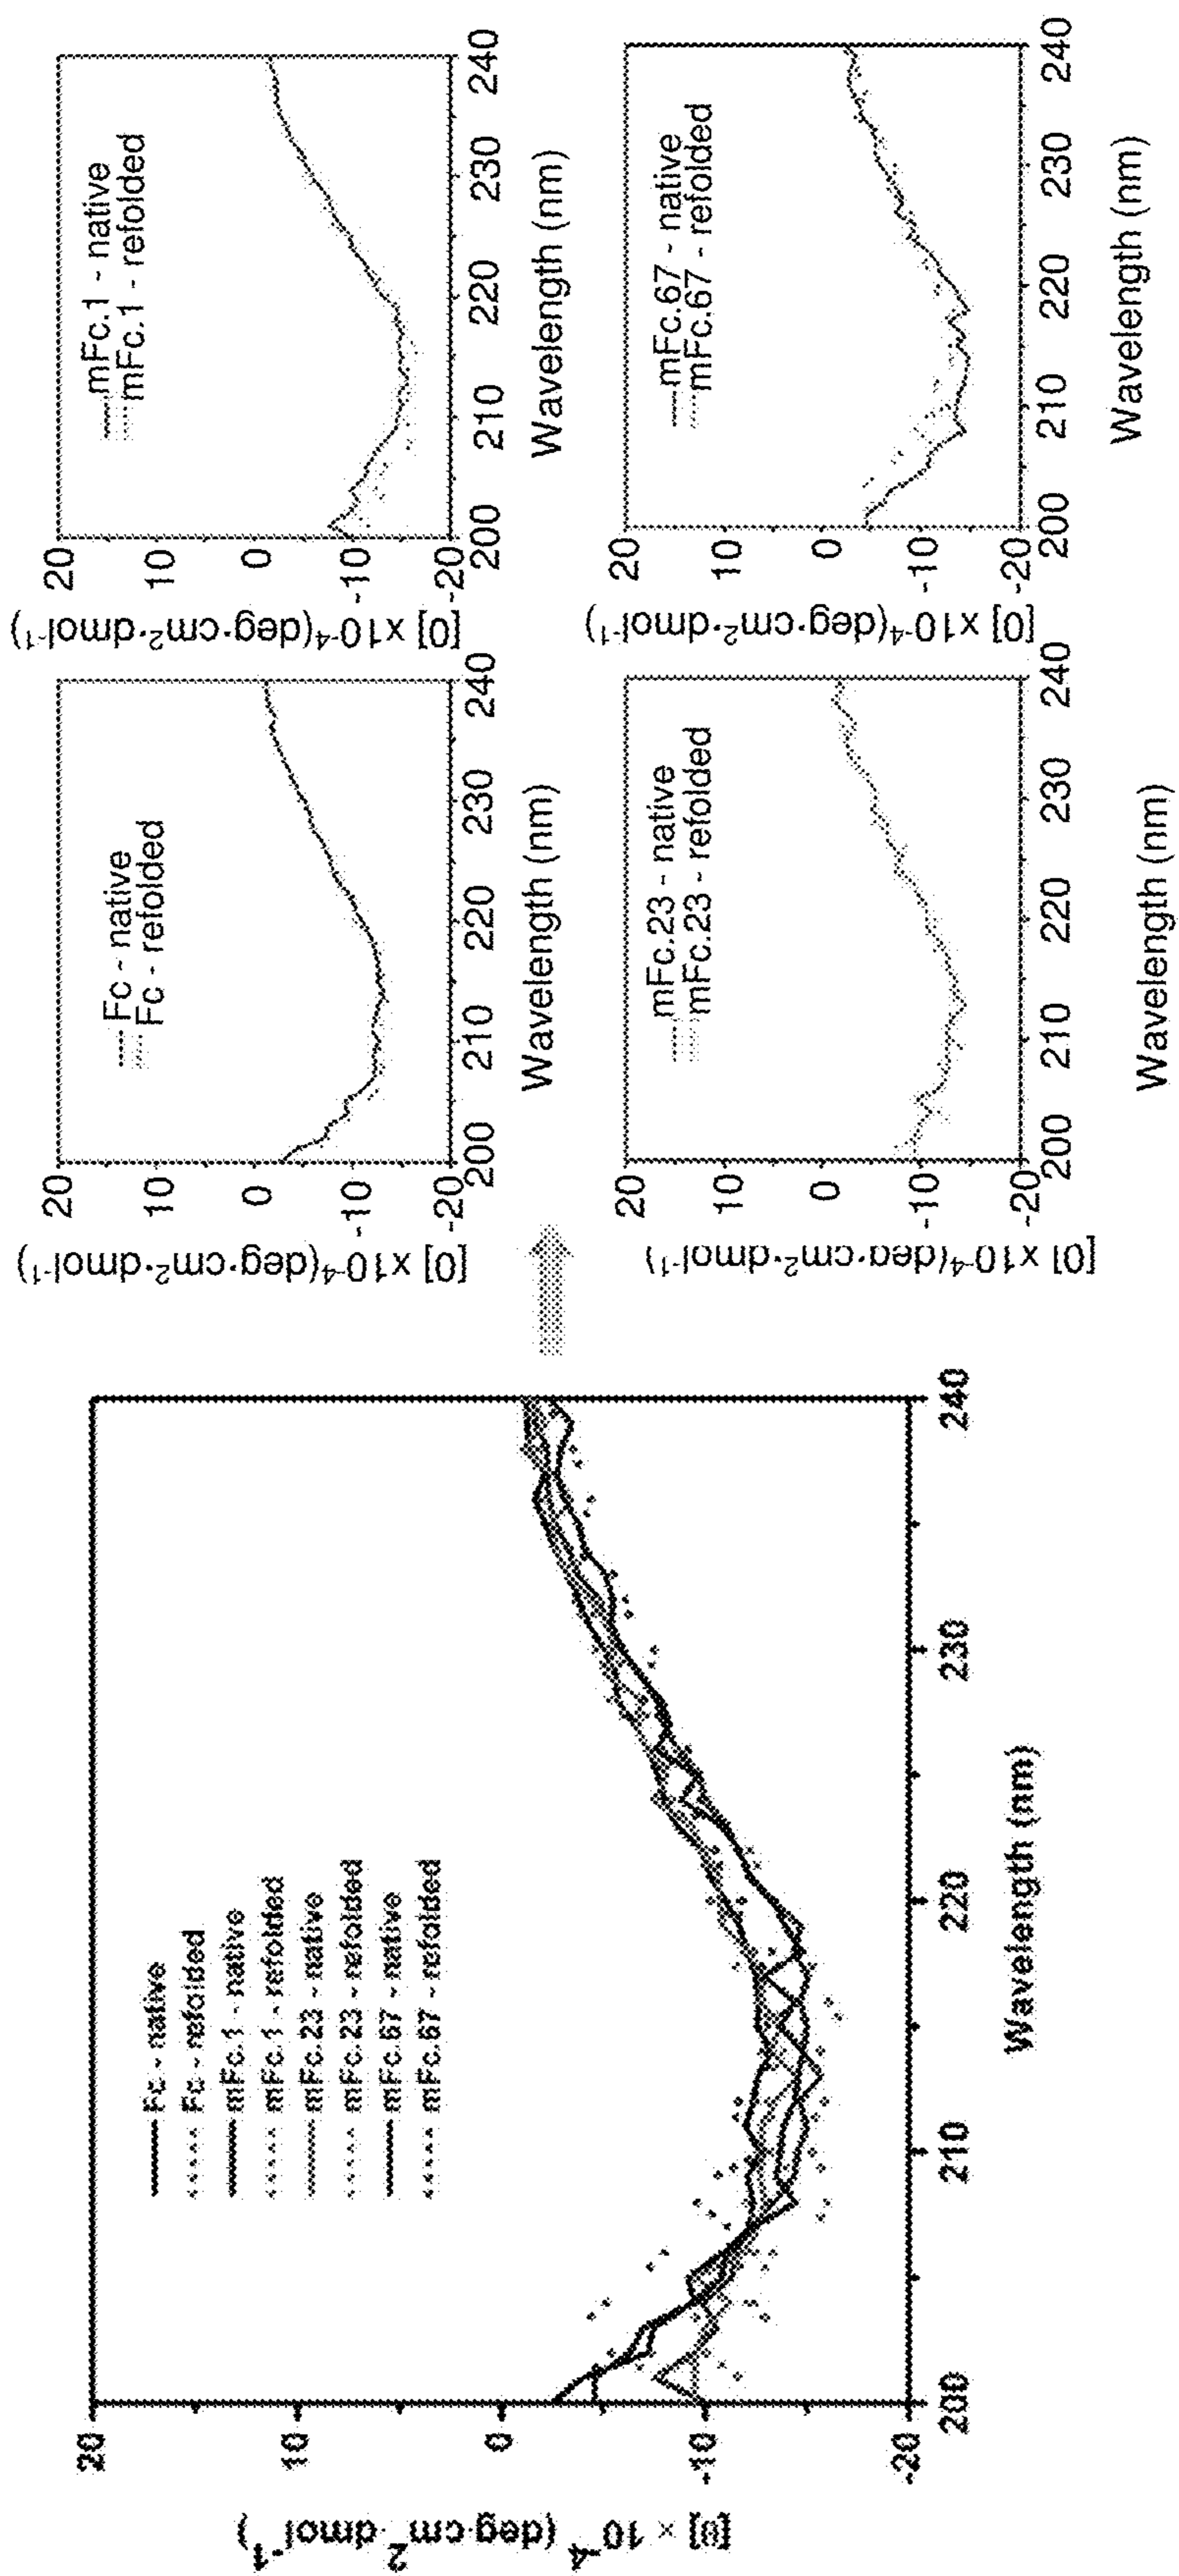 [θ] × 10-4 (deg·cm2·dmol-1)
20
10
0
-10
-20
Fc - native
Fc - refolded
mFc.1 - native
mFc.1 - refolded
mFc.23 - native
mFc.23 - refolded
mFc.67 - native
mFc.67 - refolded
200 210 220 230 240
Wavelength (nm)
[0] x10-4(deg·cm2·dmol-1)
20
10
0
-10
-20
Fc - native
Fc - refolded
200 210 220 230 240
Wavelength (nm)
[0] x10-4(deg·cm2·dmol-1)
20
10
0
-10
-20
mFc.1 - native
mFc.1 - refolded
200 210 220 230 240
Wavelength (nm)
[0] x10-4(deg·cm2·dmol-1)
20
10
0
-10
-20
mFc.23 - native
mFc.23 - refolded
200 210 220 230 240
Wavelength (nm)
[0] x10-4(deg·cm2·dmol-1)
20
10
0
-10
-20
mFc.67 - native
mFc.67 - refolded
200 210 220 230 240
Wavelength (nm)